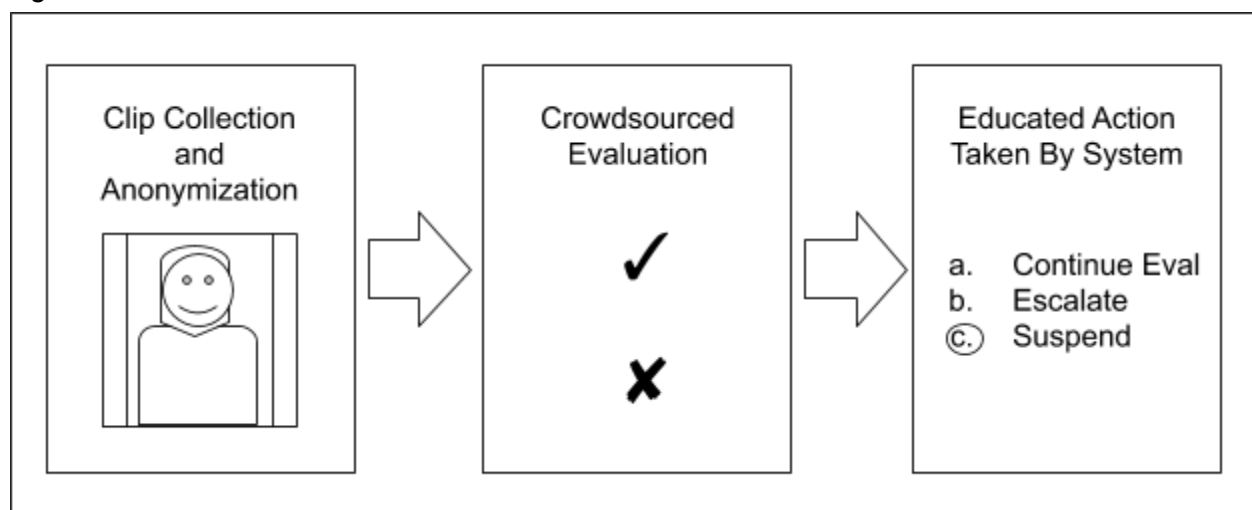 Clip Collection
and
Anonymization
Crowdsourced
Evaluation
Educated Action
Taken By System
a. Continue Eval
b. Escalate
c. Suspend